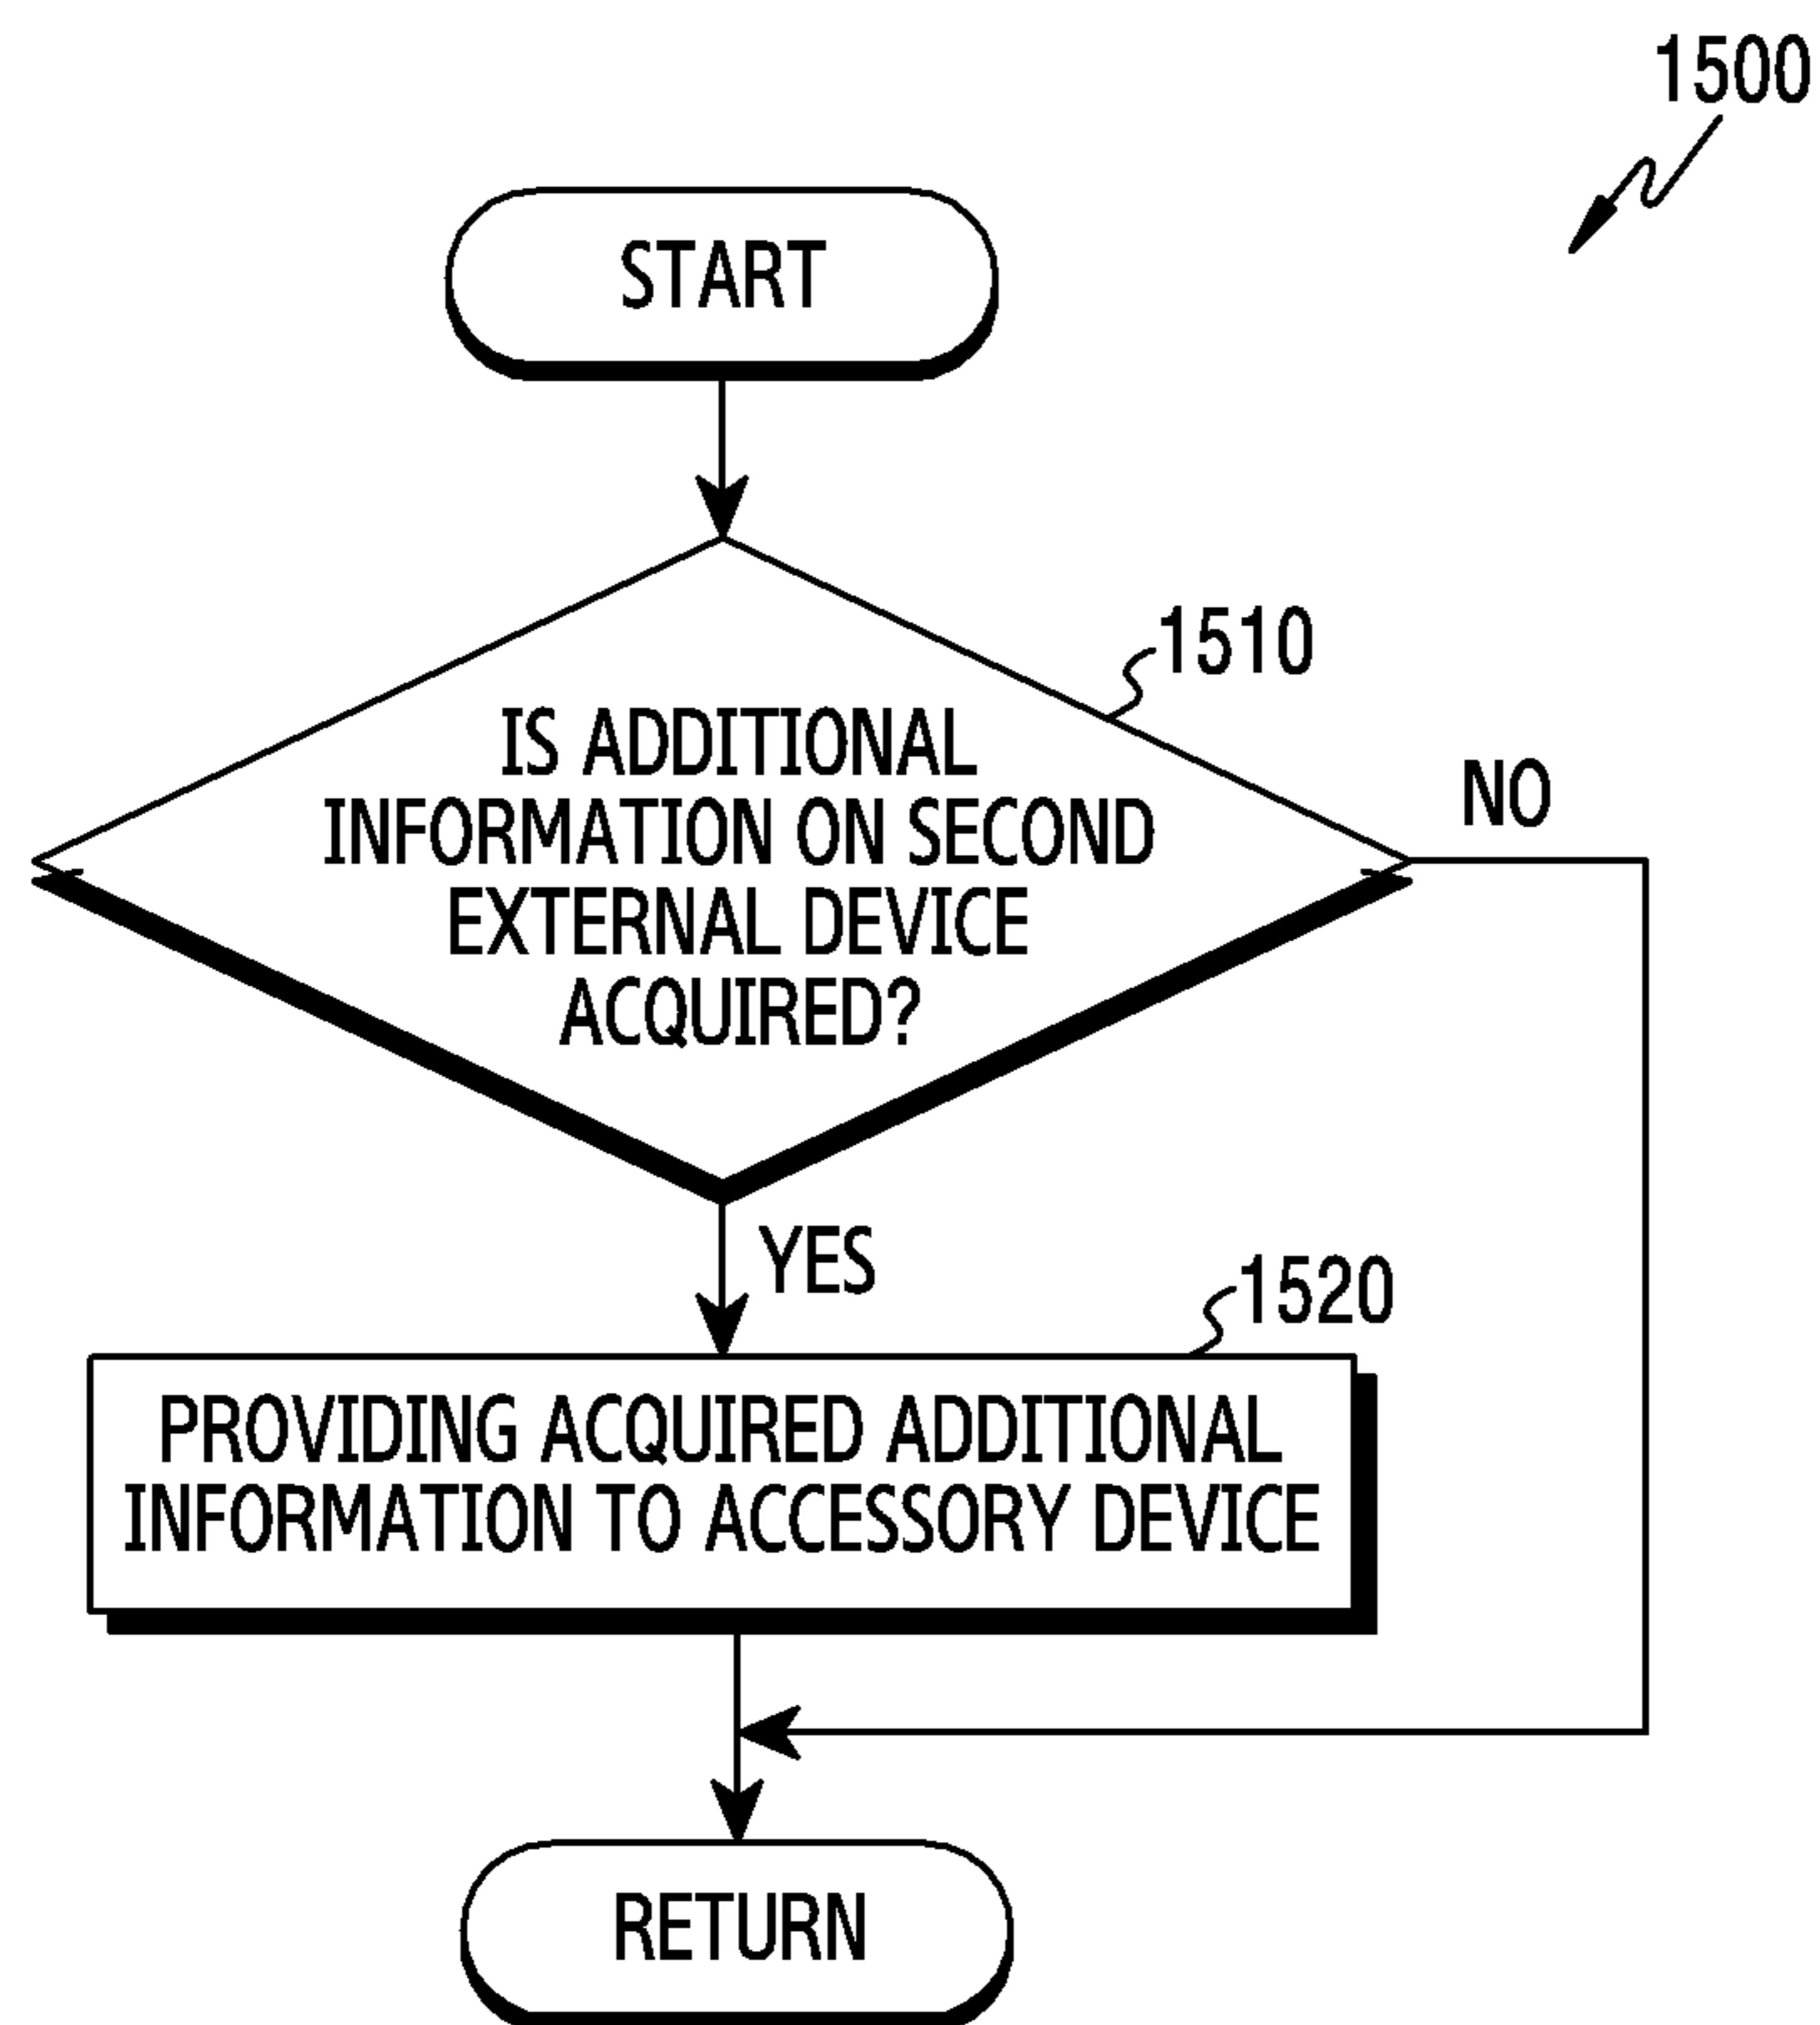 1500
START
1510
IS ADDITIONAL
INFORMATION ON SECOND
EXTERNAL DEVICE
ACQUIRED?
NO
YES
1520
PROVIDING ACQUIRED ADDITIONAL
INFORMATION TO ACCESSORY DEVICE
RETURN